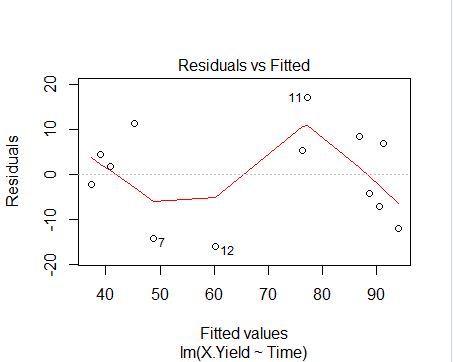 Residuals vs Fitted
Residuals
20
10
0
-10
-20
11
7
12
40 50 60 70 80 90
Fitted values
lm(X.Yield ~ Time)